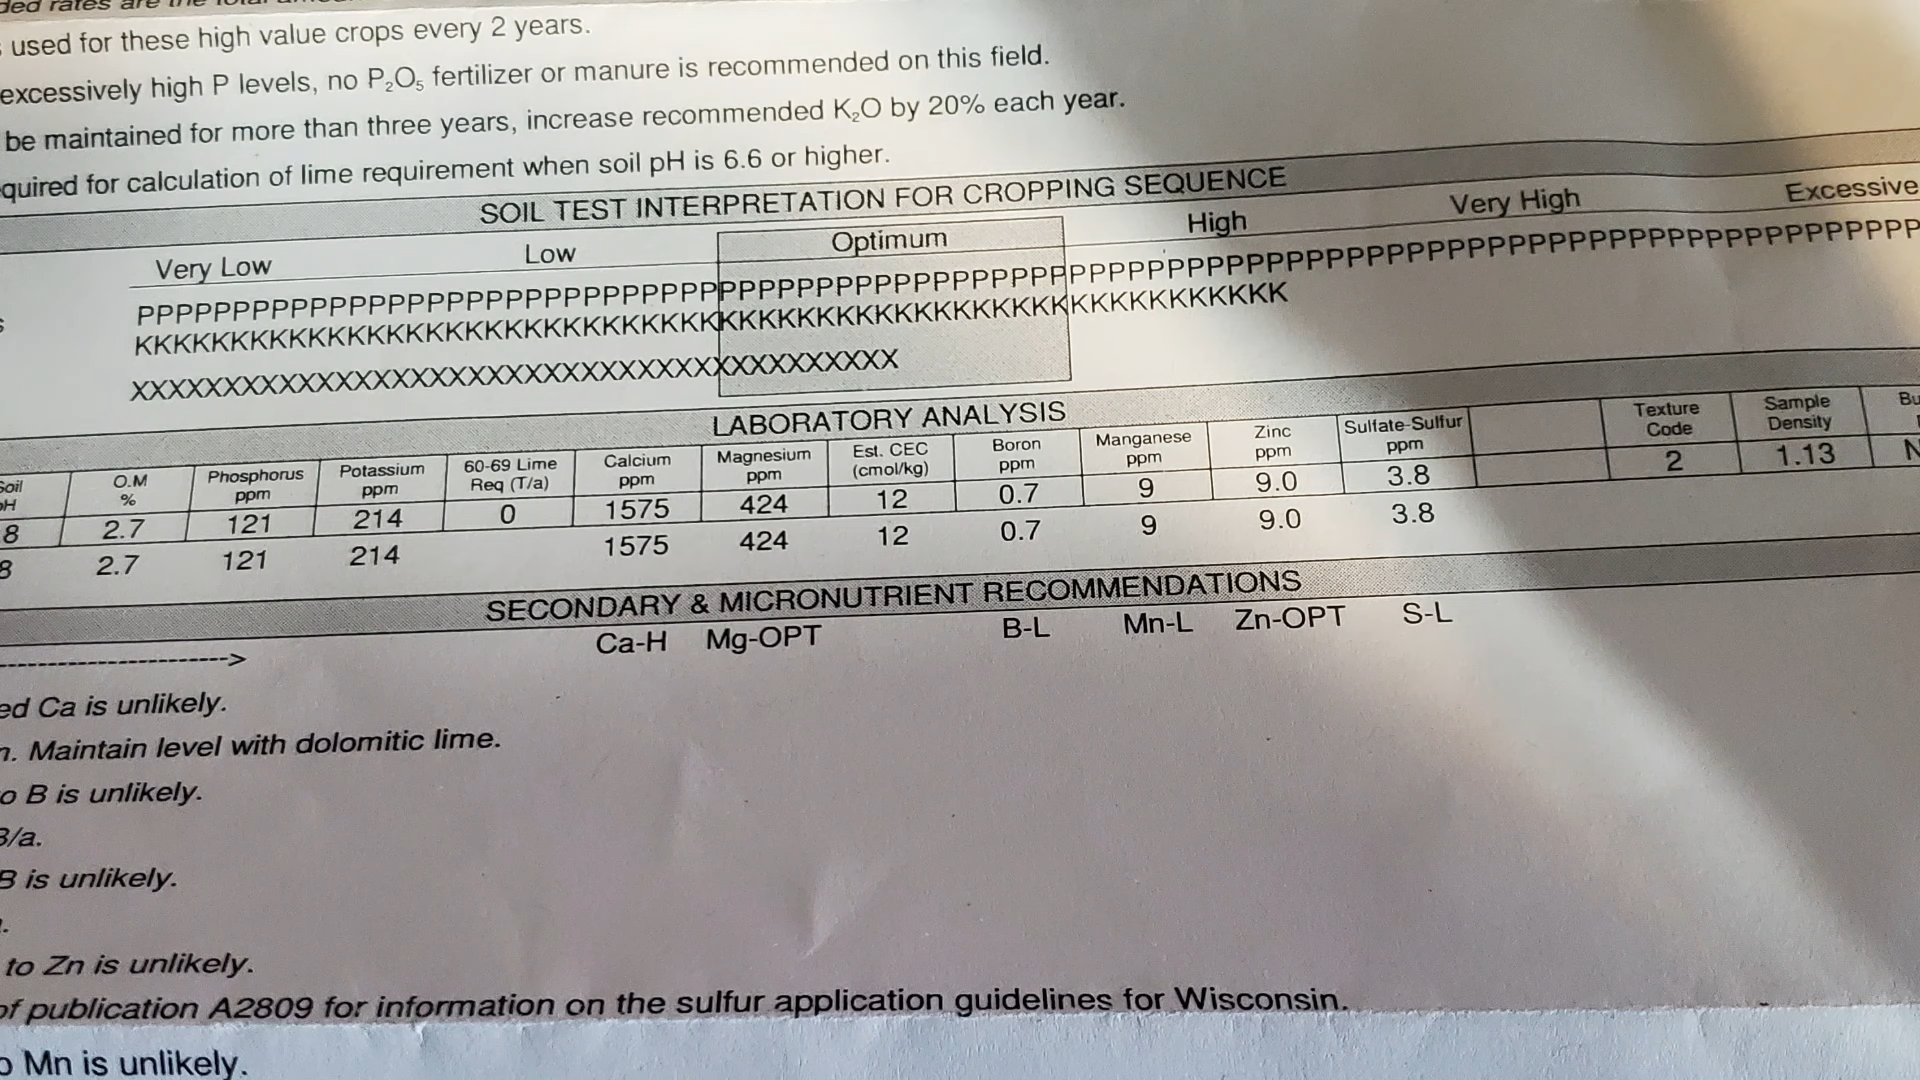 ded rates are the total
used for these high value crops every 2 years.
excessively high P levels, no P₂O₅ fertilizer or manure is recommended on this field.
be maintained for more than three years, increase recommended K₂O by 20% each year.
quired for calculation of lime requirement when soil pH is 6.6 or higher.
SOIL TEST INTERPRETATION FOR CROPPING SEQUENCE
Very Low Low Optimum High Very High Excessive
PPPPPPPPPPPPPPPPPPPPPPPPPPPPPPPPPPPPPPPPPPPPPPPPPPPPPPPPPPPPPPPPPPPPPPPPPPPPPPPPPPPPPPPPPPPP
KKKKKKKKKKKKKKKKKKKKKKKKKKKKKKKKKKKKKKKKKKKKKKKKKKKKKKKKKKKK
XXXXXXXXXXXXXXXXXXXXXXXXXXXXXXXXXXXXXXXX
LABORATORY ANALYSIS
Soil pH O.M % Phosphorus ppm Potassium ppm 60-69 Lime Req (T/a) Calcium ppm Magnesium ppm Est. CEC (cmol/kg) Boron ppm Manganese ppm Zinc ppm Sulfate-Sulfur ppm Texture Code Sample Density Bu
8 2.7 121 214 0 1575 424 12 0.7 9 9.0 3.8 2 1.13 N
8 2.7 121 214 1575 424 12 0.7 9 9.0 3.8
SECONDARY & MICRONUTRIENT RECOMMENDATIONS
-----------------------> Ca-H Mg-OPT B-L Mn-L Zn-OPT S-L
ed Ca is unlikely.
n. Maintain level with dolomitic lime.
o B is unlikely.
B/a.
B is unlikely.
to Zn is unlikely.
of publication A2809 for information on the sulfur application guidelines for Wisconsin.
o Mn is unlikely.